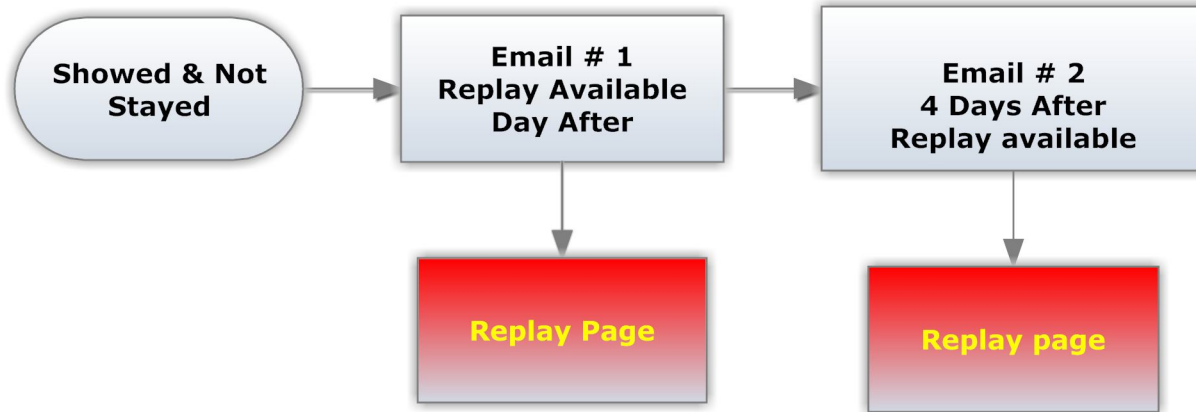 Showed & Not
Stayed
Email # 1
Replay Available
Day After
Email # 2
4 Days After
Replay available
Replay Page
Replay page